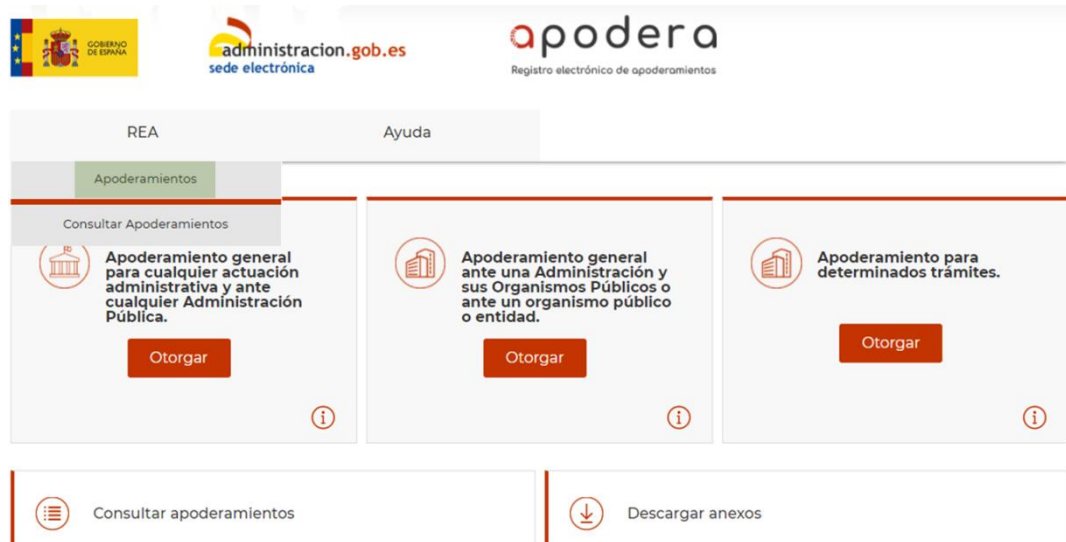 GOBIERNO
DE ESPAÑA
administracion.gob.es
sede electrónica
apodera
Registro electrónico de apoderamientos
REA
Ayuda
Apoderamientos
Consultar Apoderamientos
Apoderamiento general
para cualquier actuación
administrativa y ante
cualquier Administración
Pública.
Otorgar
Apoderamiento general
ante una Administración y
sus Organismos Públicos o
ante un organismo público
o entidad.
Otorgar
Apoderamiento para
determinados trámites.
Otorgar
Consultar apoderamientos
Descargar anexos